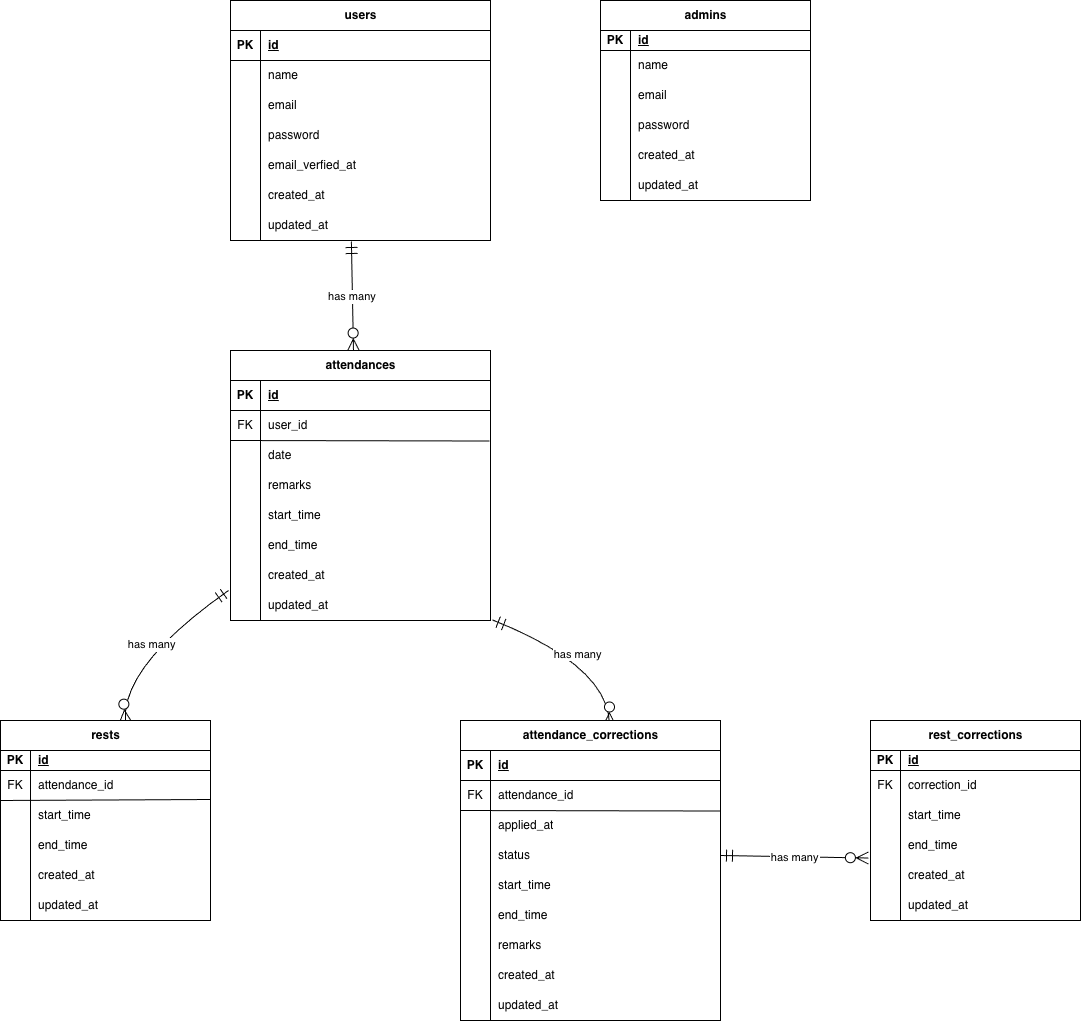 users
PK id
name
email
password
email_verfied_at
created_at
updated_at
admins
PK id
name
email
password
created_at
updated_at
has many
attendances
PK id
FK user_id
date
remarks
start_time
end_time
created_at
updated_at
has many
has many
rests
PK id
FK attendance_id
start_time
end_time
created_at
updated_at
attendance_corrections
PK id
FK attendance_id
applied_at
status
start_time
end_time
remarks
created_at
updated_at
has many
rest_corrections
PK id
FK correction_id
start_time
end_time
created_at
updated_at